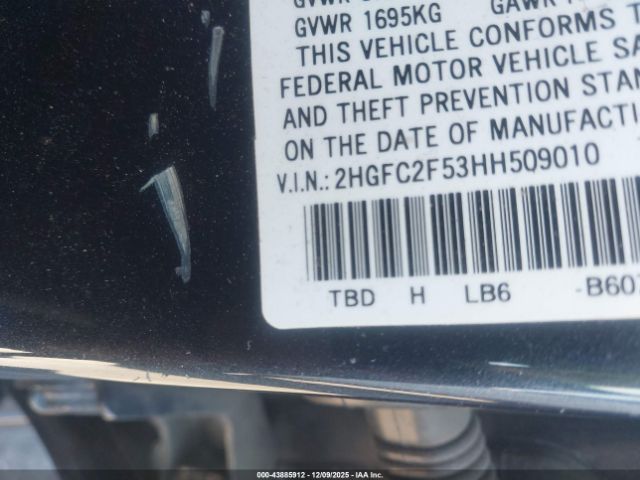 GVWR 1695KG GAWR
THIS VEHICLE CONFORMS T
FEDERAL MOTOR VEHICLE SA
AND THEFT PREVENTION STAN
ON THE DATE OF MANUFACTI
V.I.N.: 2HGFC2F53HH509010
TBD H LB6 -B60
000-43885912 | 12/09/2025 | IAA Inc.